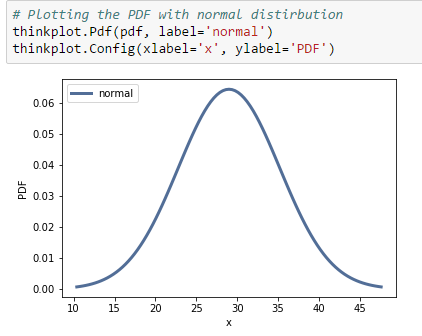 # Plotting the PDF with normal distirbution
thinkplot.Pdf(pdf, label='normal')
thinkplot.Config(xlabel='x', ylabel='PDF')
normal
0.06
0.05
0.04
0.03
0.02
0.01
0.00
PDF
10 15 20 25 30 35 40 45
x